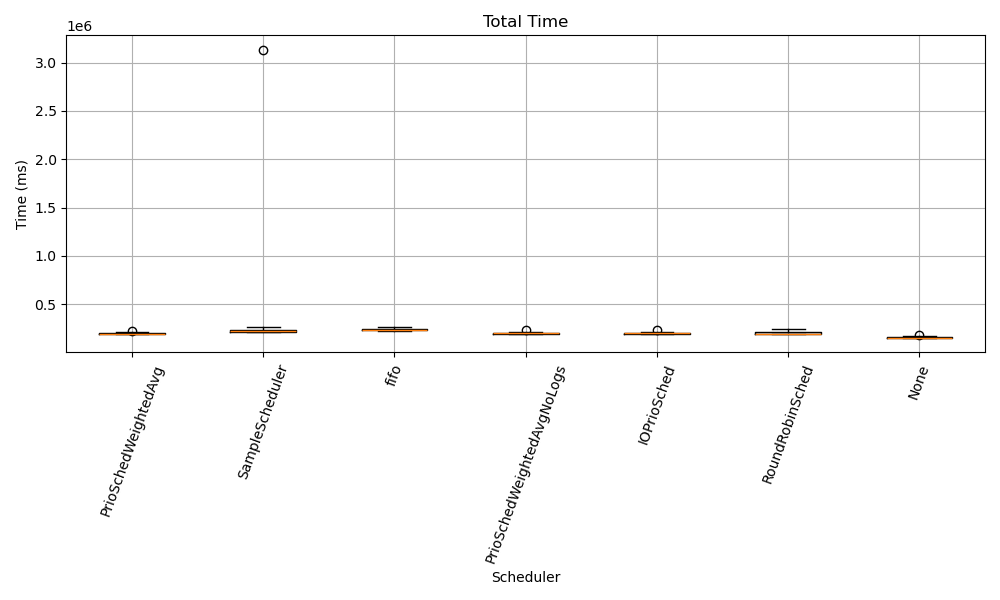 Total Time
1e6
3.0
2.5
2.0
1.5
1.0
0.5
Time (ms)
PrioSchedWeightedAvg
SampleScheduler
fifo
PrioSchedWeightedAvgNoLogs
IOPrioSched
RoundRobinSched
None
Scheduler